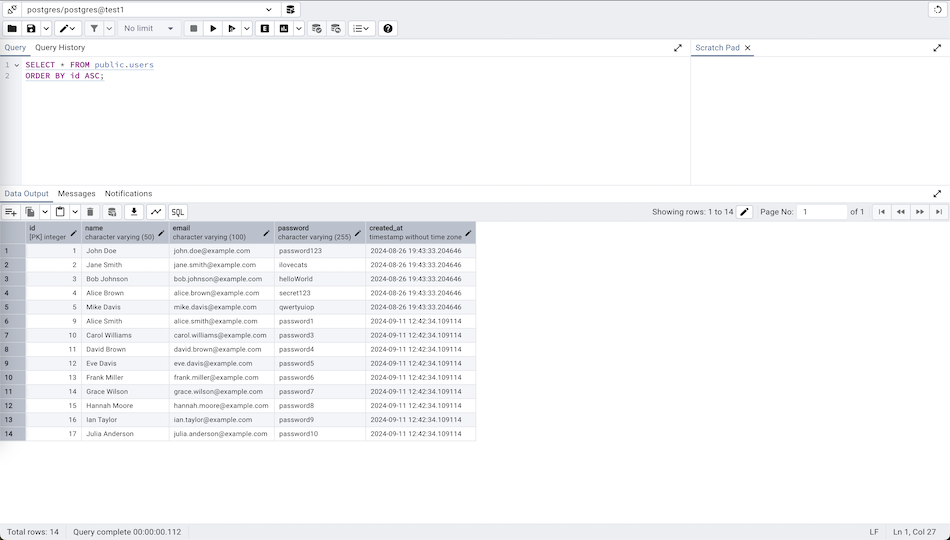 postgres/postgres@test1
No limit
Query Query History Scratch Pad
1 SELECT * FROM public.users
2 ORDER BY id ASC;
Data Output Messages Notifications
SQL Showing rows: 1 to 14 Page No: 1 of 1
id name email password created_at
[PK] integer character varying (50) character varying (100) character varying (255) timestamp without time zone
1 1 John Doe john.doe@example.com password123 2024-08-26 19:43:33.204646
2 2 Jane Smith jane.smith@example.com ilovecats 2024-08-26 19:43:33.204646
3 3 Bob Johnson bob.johnson@example.com helloWorld 2024-08-26 19:43:33.204646
4 4 Alice Brown alice.brown@example.com secret123 2024-08-26 19:43:33.204646
5 5 Mike Davis mike.davis@example.com qwertyuiop 2024-08-26 19:43:33.204646
6 9 Alice Smith alice.smith@example.com password1 2024-09-11 12:42:34.109114
7 10 Carol Williams carol.williams@example.com password3 2024-09-11 12:42:34.109114
8 11 David Brown david.brown@example.com password4 2024-09-11 12:42:34.109114
9 12 Eve Davis eve.davis@example.com password5 2024-09-11 12:42:34.109114
10 13 Frank Miller frank.miller@example.com password6 2024-09-11 12:42:34.109114
11 14 Grace Wilson grace.wilson@example.com password7 2024-09-11 12:42:34.109114
12 15 Hannah Moore hannah.moore@example.com password8 2024-09-11 12:42:34.109114
13 16 Ian Taylor ian.taylor@example.com password9 2024-09-11 12:42:34.109114
14 17 Julia Anderson julia.anderson@example.com password10 2024-09-11 12:42:34.109114
Total rows: 14 Query complete 00:00:00.112 LF Ln 1, Col 27